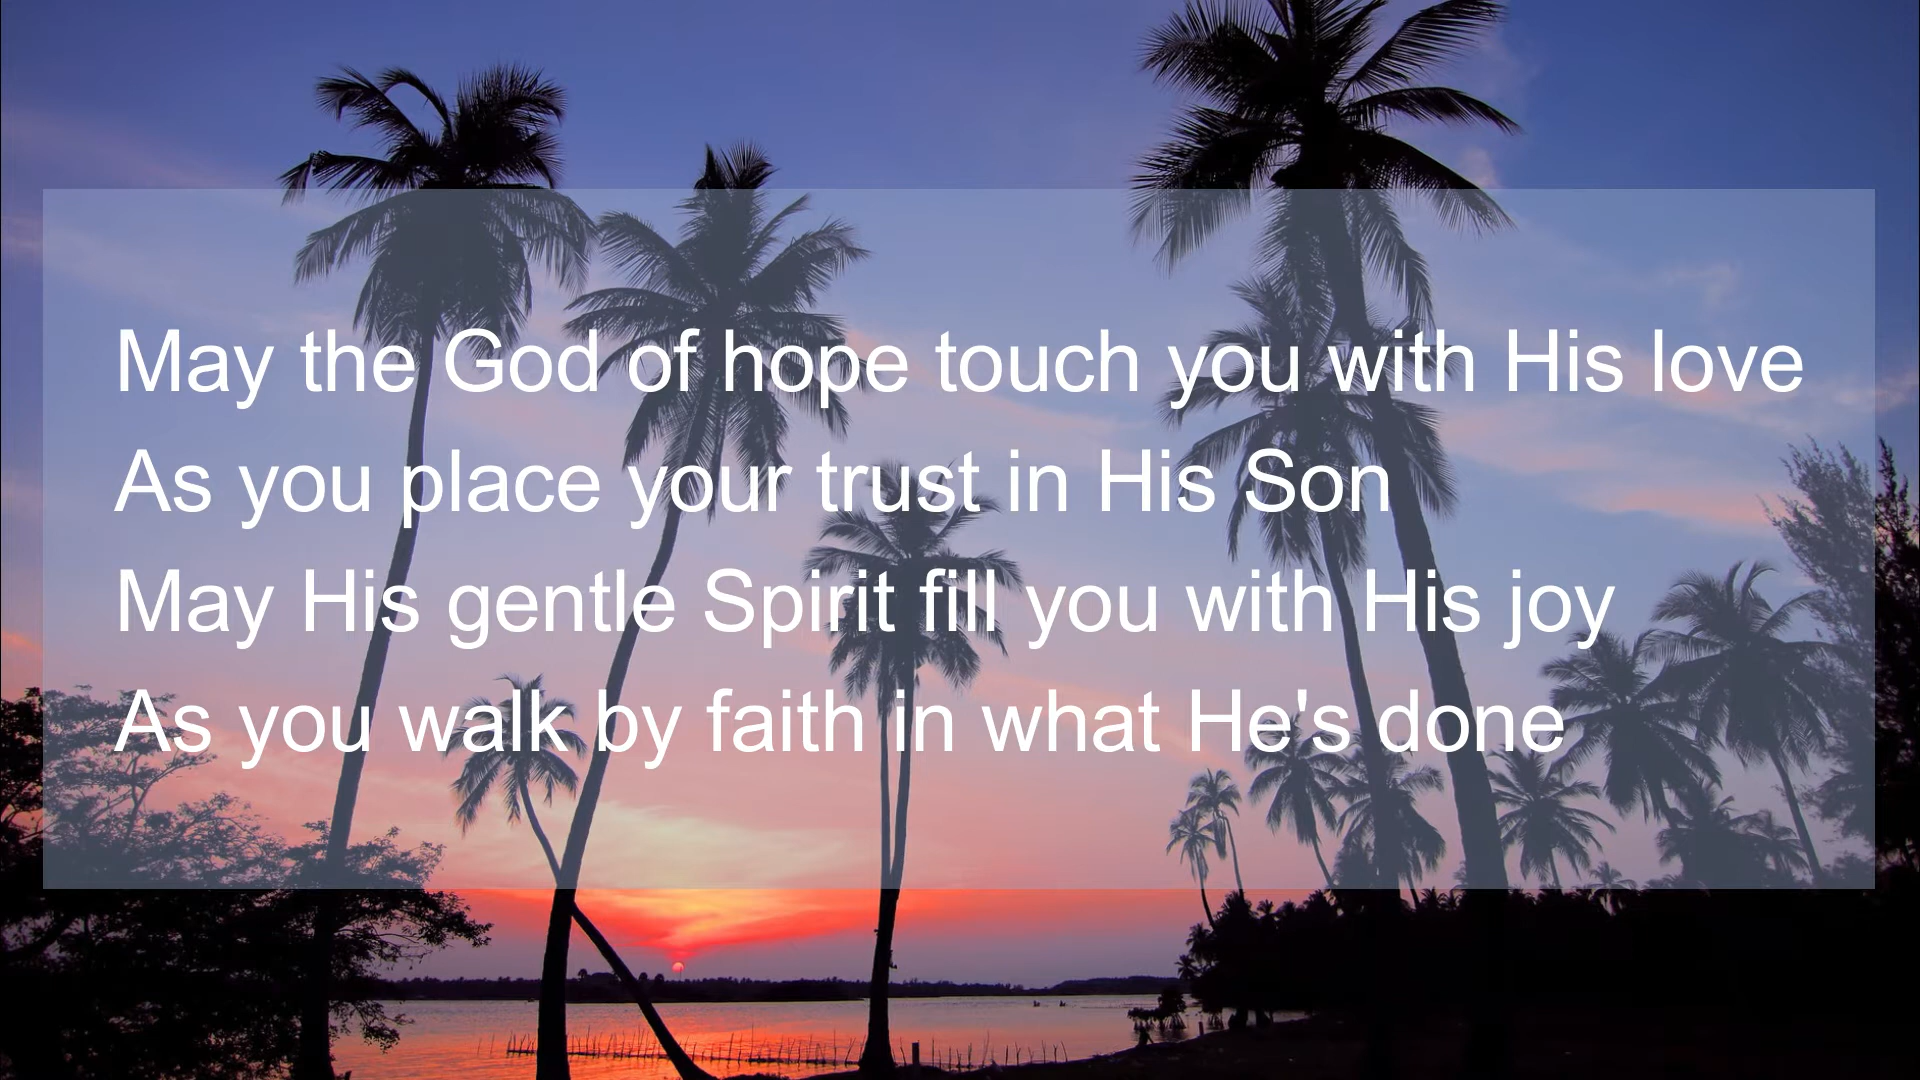 May the God of hope touch you with His love
As you place your trust in His Son
May His gentle Spirit fill you with His joy
As you walk by faith in what He's done